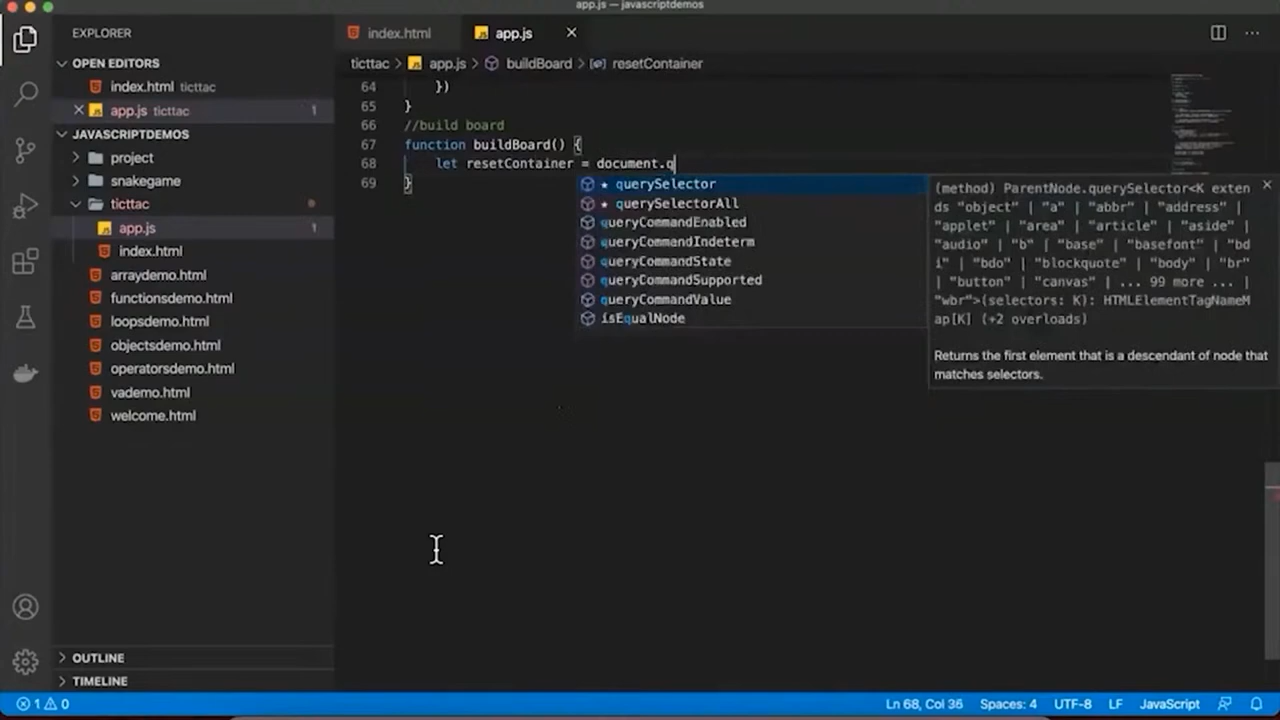 app.js — javascriptdemos
EXPLORER
index.html
app.js
OPEN EDITORS
ticttac > app.js > buildBoard > resetContainer
index.html ticttac
app.js ticttac 1
JAVASCRIPTDEMOS
project
snakegame
ticttac
app.js 1
index.html
arraydemo.html
functionsdemo.html
loopsdemo.html
objectsdemo.html
operatorsdemo.html
vademo.html
welcome.html
OUTLINE
TIMELINE
64 })
65 }
66 //build board
67 function buildBoard() {
68 let resetContainer = document.q
69 }
querySelector
querySelectorAll
queryCommandEnabled
queryCommandIndeterm
queryCommandState
queryCommandSupported
queryCommandValue
isEqualNode
(method) ParentNode.querySelector<K exten
ds "object" | "a" | "abbr" | "address" |
"applet" | "area" | "article" | "aside" |
"audio" | "b" | "base" | "basefont" | "bd
i" | "bdo" | "blockquote" | "body" | "br"
| "button" | "canvas" | ... 99 more ... |
"wbr">(selectors: K): HTMLElementTagNameM
ap[K] (+2 overloads)
Returns the first element that is a descendant of node that
matches selectors.
1 0
Ln 68, Col 36
Spaces: 4
UTF-8
LF
JavaScript